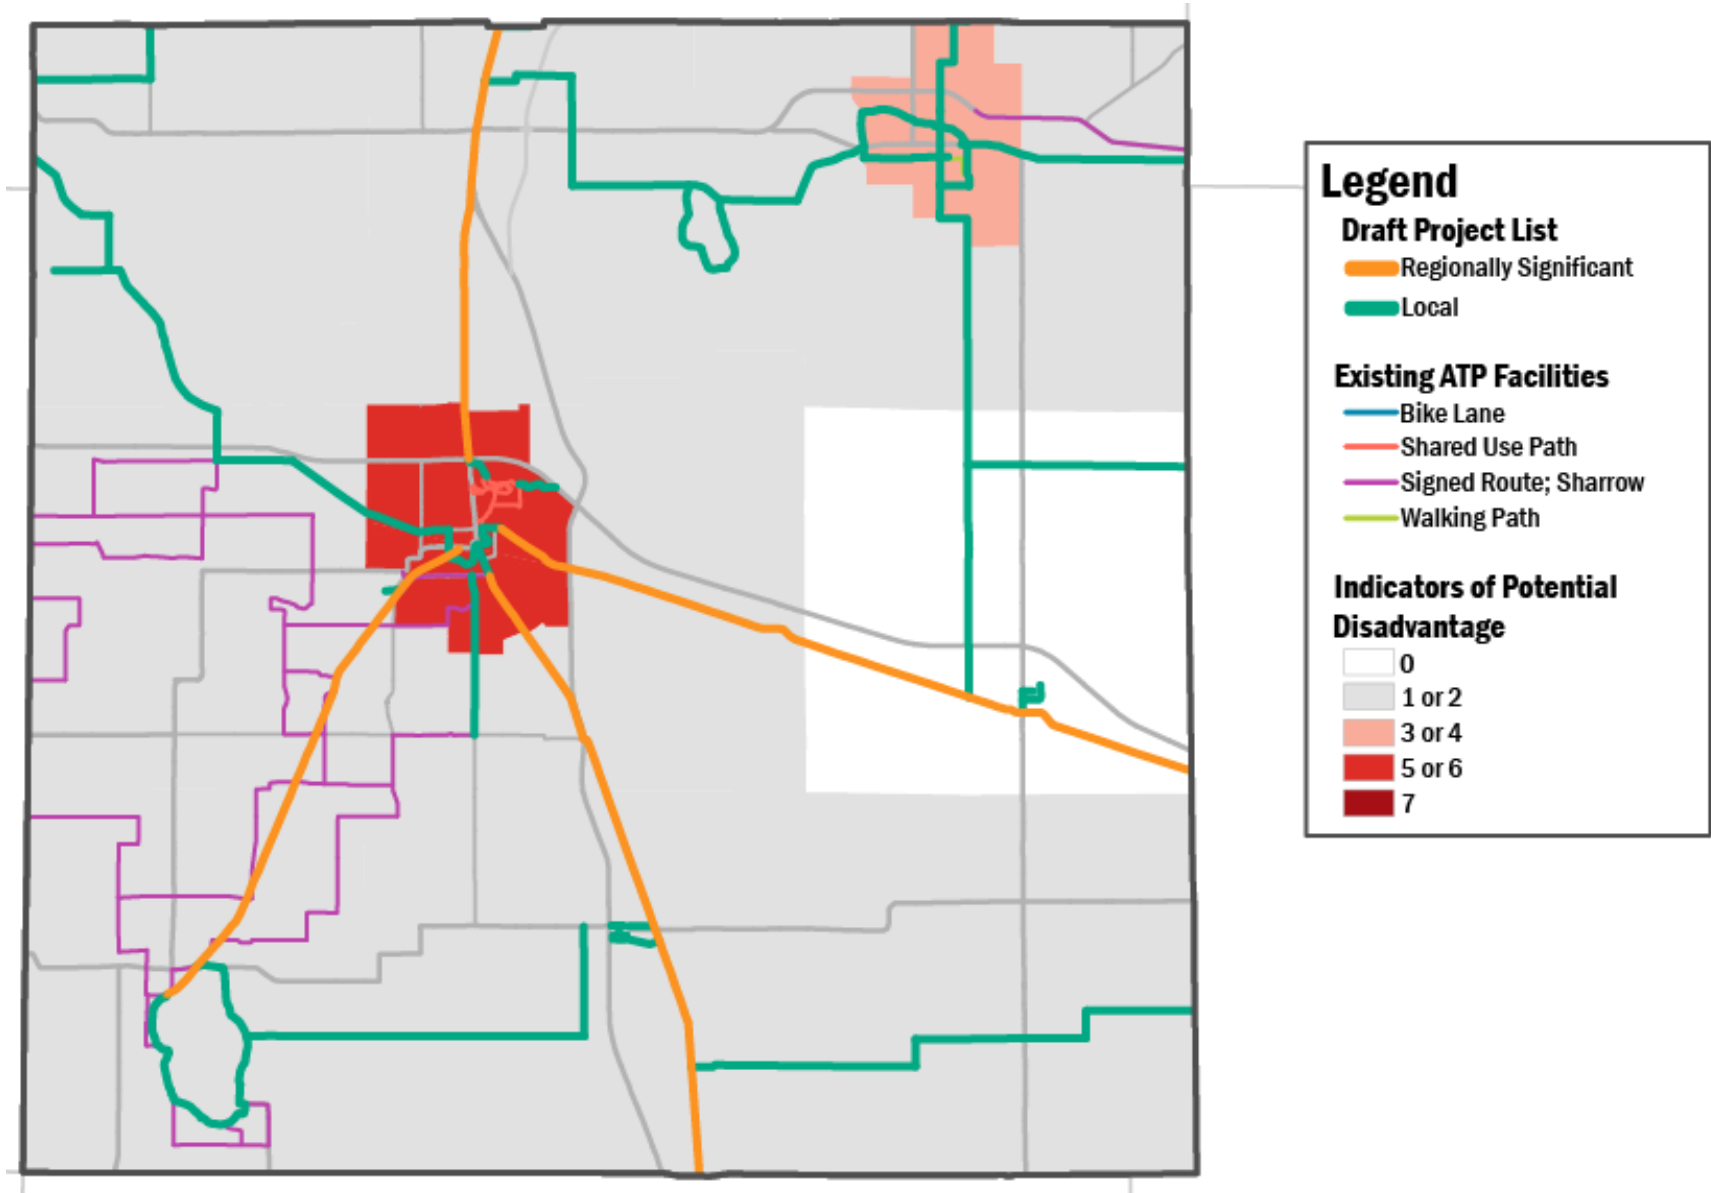 Legend
Draft Project List
Regionally Significant
Local
Existing ATP Facilities
Bike Lane
Shared Use Path
Signed Route; Sharrow
Walking Path
Indicators of Potential
Disadvantage
0
1 or 2
3 or 4
5 or 6
7